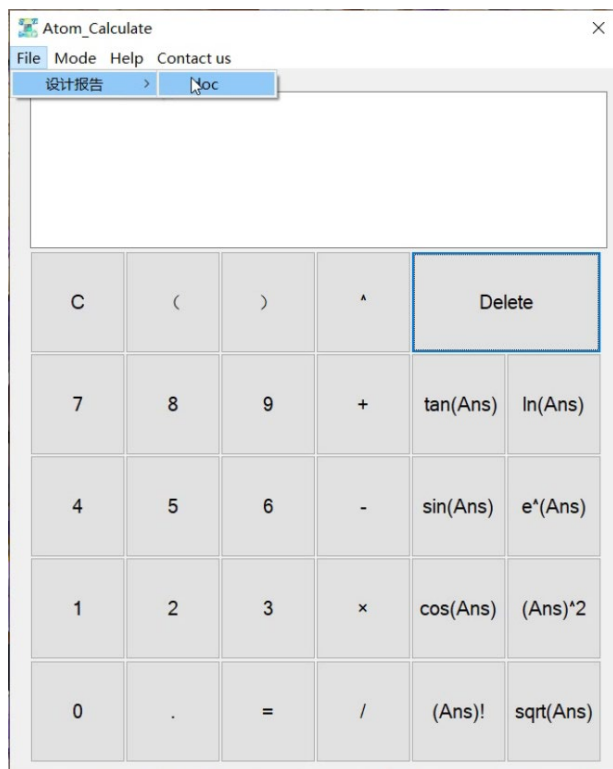 Atom_Calculate
File Mode Help Contact us
设计报告
C ( ) ^ Delete
7 8 9 + tan(Ans) ln(Ans)
4 5 6 - sin(Ans) e^(Ans)
1 2 3 × cos(Ans) (Ans)^2
0 . = / (Ans)! sqrt(Ans)